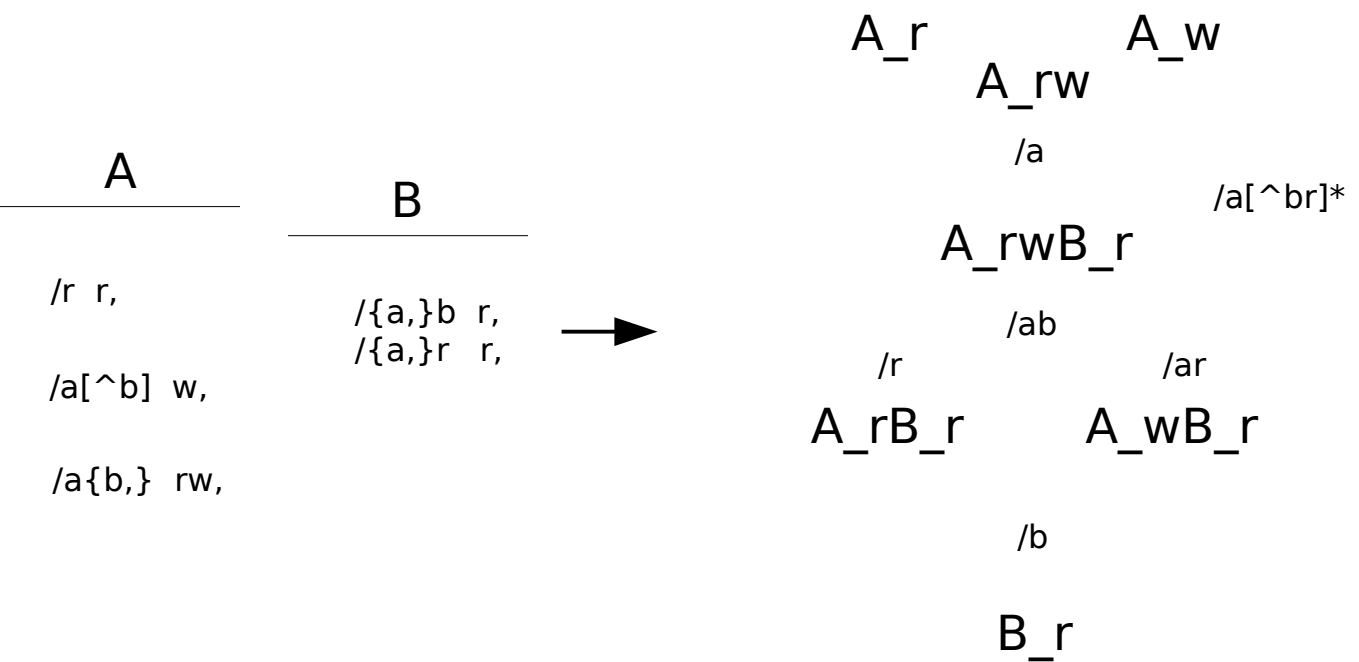 A
/r r,
/a[^b] w,
/a{b,} rw,
B
/{a,}b r,
/{a,}r r,
A_r
A_w
A_rw
/a
/a[^br]*
A_rwB_r
/ab
/r
/ar
A_rB_r
A_wB_r
/b
B_r